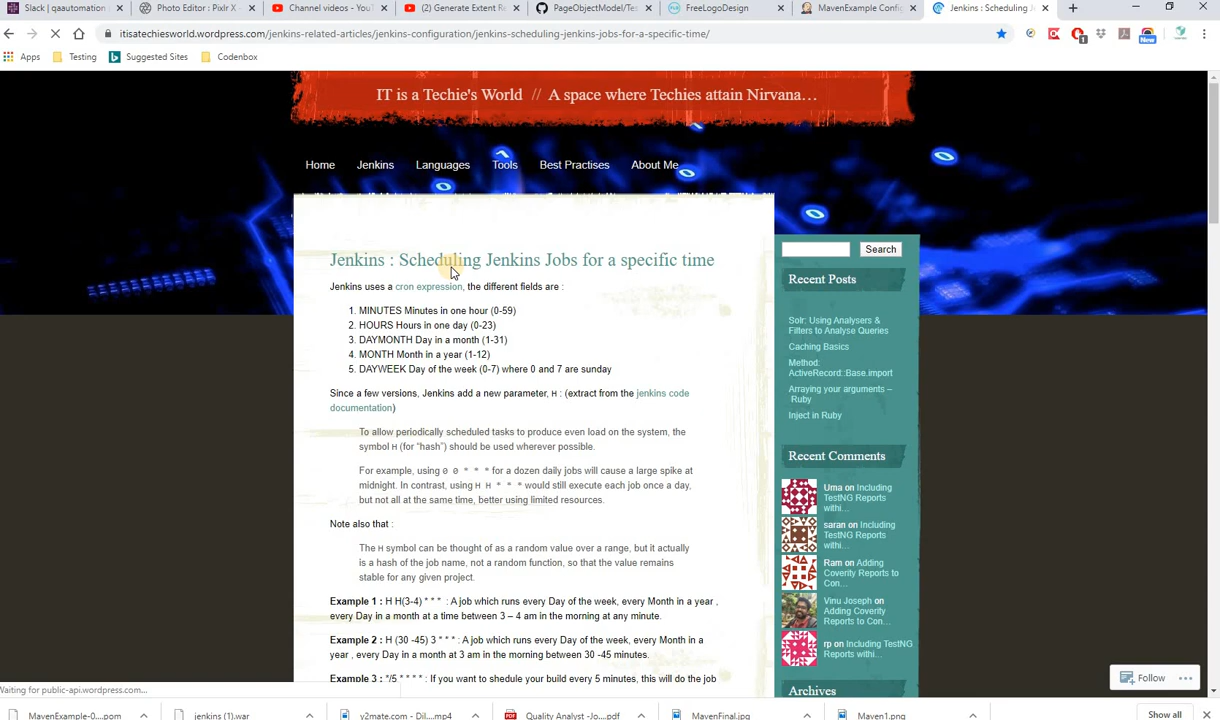 Slack | qaautomation
Photo Editor : Pixlr X -
Channel videos - YouT
(2) Generate Extent Re
PageObjectModel/Tes
FreeLogoDesign
MavenExample Config
Jenkins : Scheduling J
itisatechiesworld.wordpress.com/jenkins-related-articles/jenkins-configuration/jenkins-scheduling-jenkins-jobs-for-a-specific-time/
New
Apps
Testing
Suggested Sites
Codenbox
IT is a Techie's World // A space where Techies attain Nirvana…
Home
Jenkins
Languages
Tools
Best Practises
About Me
Jenkins : Scheduling Jenkins Jobs for a specific time
Jenkins uses a cron expression, the different fields are :
1. MINUTES Minutes in one hour (0-59)
2. HOURS Hours in one day (0-23)
3. DAYMONTH Day in a month (1-31)
4. MONTH Month in a year (1-12)
5. DAYWEEK Day of the week (0-7) where 0 and 7 are sunday
Since a few versions, Jenkins add a new parameter, H : (extract from the jenkins code
documentation)
To allow periodically scheduled tasks to produce even load on the system, the
symbol H (for “hash”) should be used wherever possible.
For example, using 0 0 * * * for a dozen daily jobs will cause a large spike at
midnight. In contrast, using H H * * * would still execute each job once a day,
but not all at the same time, better using limited resources.
Note also that :
The H symbol can be thought of as a random value over a range, but it actually
is a hash of the job name, not a random function, so that the value remains
stable for any given project.
Example 1 : H H(3-4) * * * : A job which runs every Day of the week, every Month in a year ,
every Day in a month at a time between 3 – 4 am in the morning at any minute.
Example 2 : H (30 -45) 3 * * * : A job which runs every Day of the week, every Month in a
year , every Day in a month at 3 am in the morning between 30 -45 minutes.
Example 3 : */5 * * * * : If you want to shedule your build every 5 minutes, this will do the job
Search
Recent Posts
Solr: Using Analysers &
Filters to Analyse Queries
Caching Basics
Method:
ActiveRecord::Base.import
Arraying your arguments –
Ruby
Inject in Ruby
Recent Comments
Uma on Including
TestNG Reports
withi…
saran on Including
TestNG Reports
withi…
Ram on Adding
Coverity Reports to
Con…
Vinu Joseph on
Adding Coverity
Reports to Con…
rp on Including TestNG
Reports withi…
Archives
Follow
Waiting for public-api.wordpress.com...
MavenExample-0....pom
jenkins (1).war
y2mate.com - Dil....mp4
Quality Analyst -Jo....pdf
MavenFinal.jpg
Maven1.png
Show all